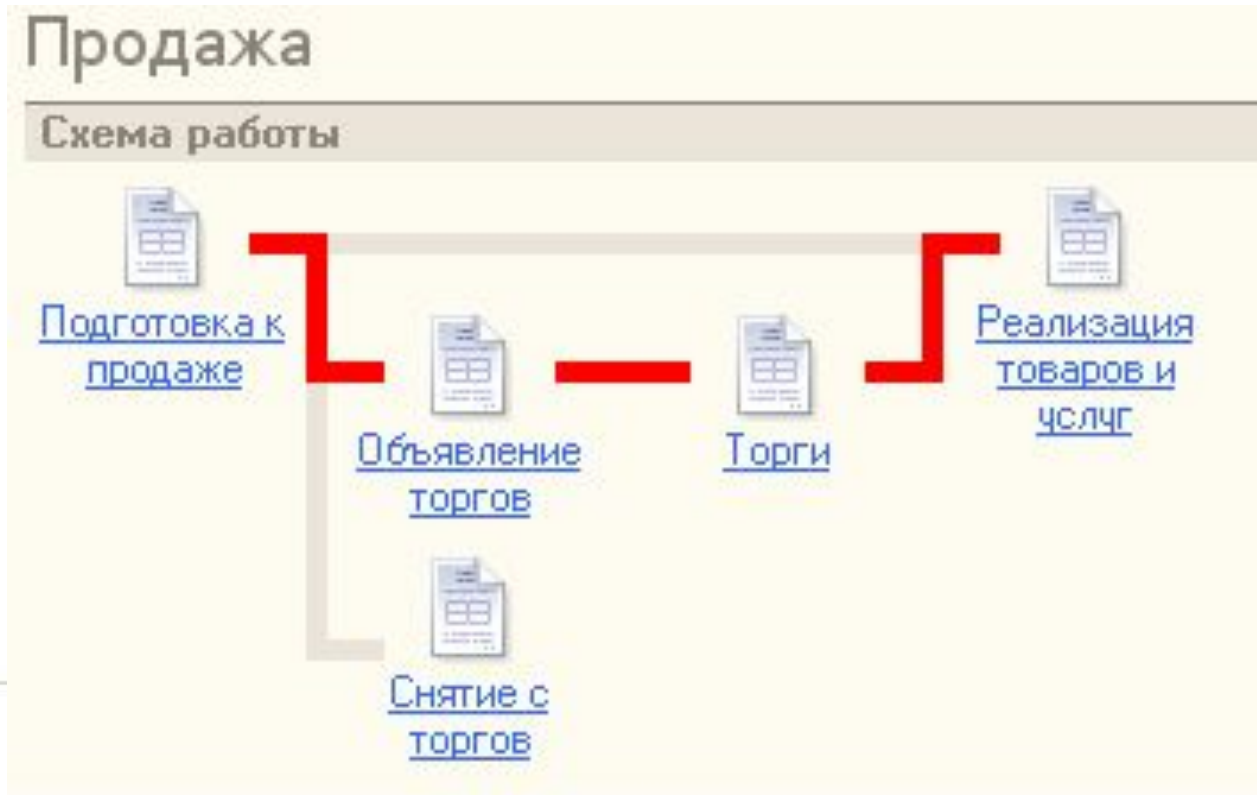 Продажа
Схема работы
Подготовка к
продаже
Реализация
товаров и
услуг
Объявление
торгов
Торги
Снятие с
торгов